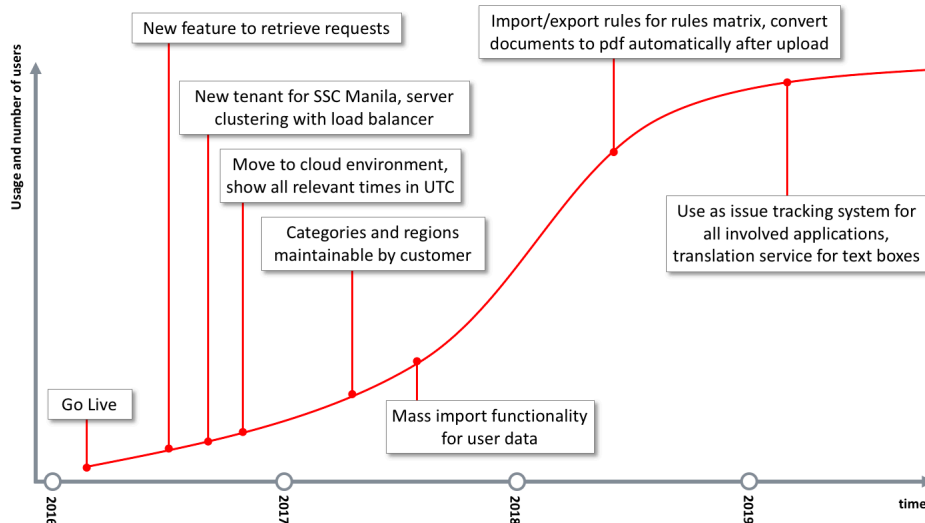 New feature to retrieve requests
Import/export rules for rules matrix, convert
documents to pdf automatically after upload
Usage and number of users
New tenant for SSC Manila, server
clustering with load balancer
Move to cloud environment,
show all relevant times in UTC
Categories and regions
maintainable by customer
Use as issue tracking system for
all involved applications,
translation service for text boxes
Go Live
Mass import functionality
for user data
2016
2017
2018
2019
time